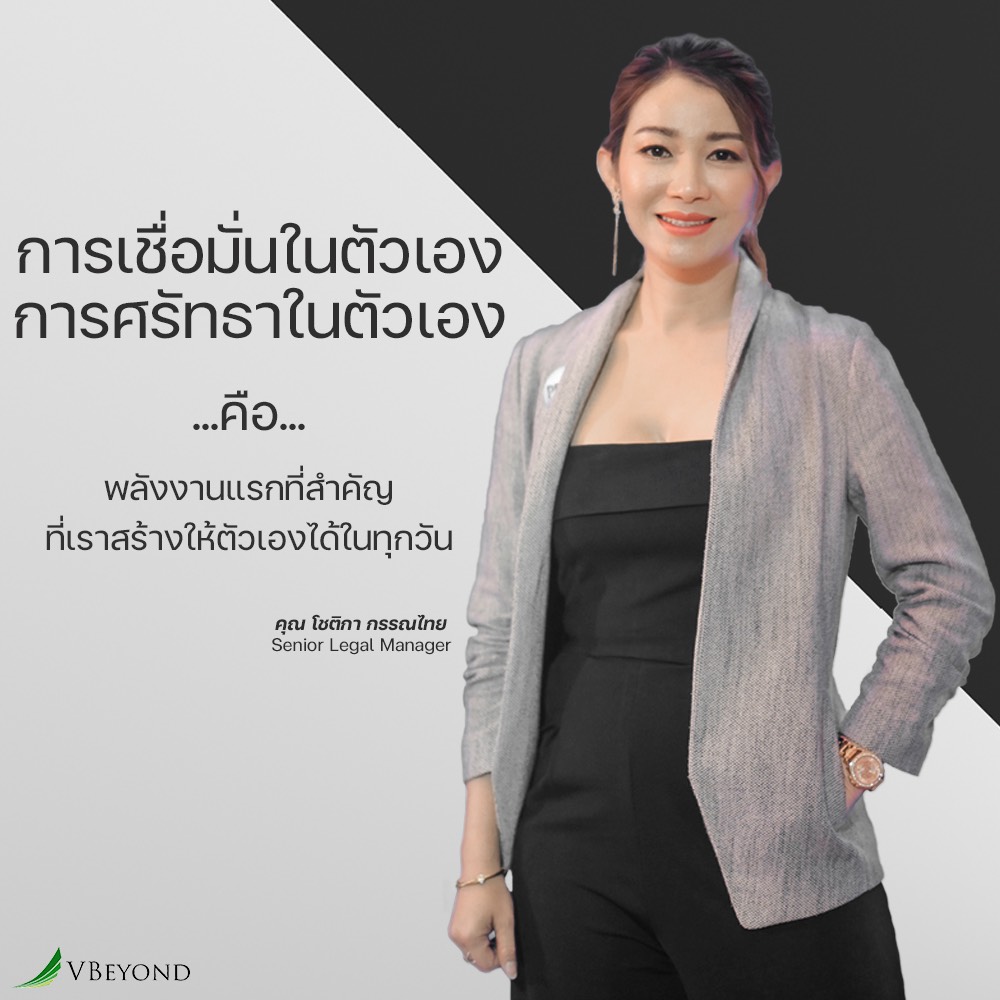 การเชื่อมั่นในตัวเอง
การศรัทธาในตัวเอง
...คือ...
พลังงานแรกที่สำคัญ
ที่เราสร้างให้ตัวเองได้ในทุกวัน
คุณ โชติกา กรรณไทย
Senior Legal Manager
VBEYOND